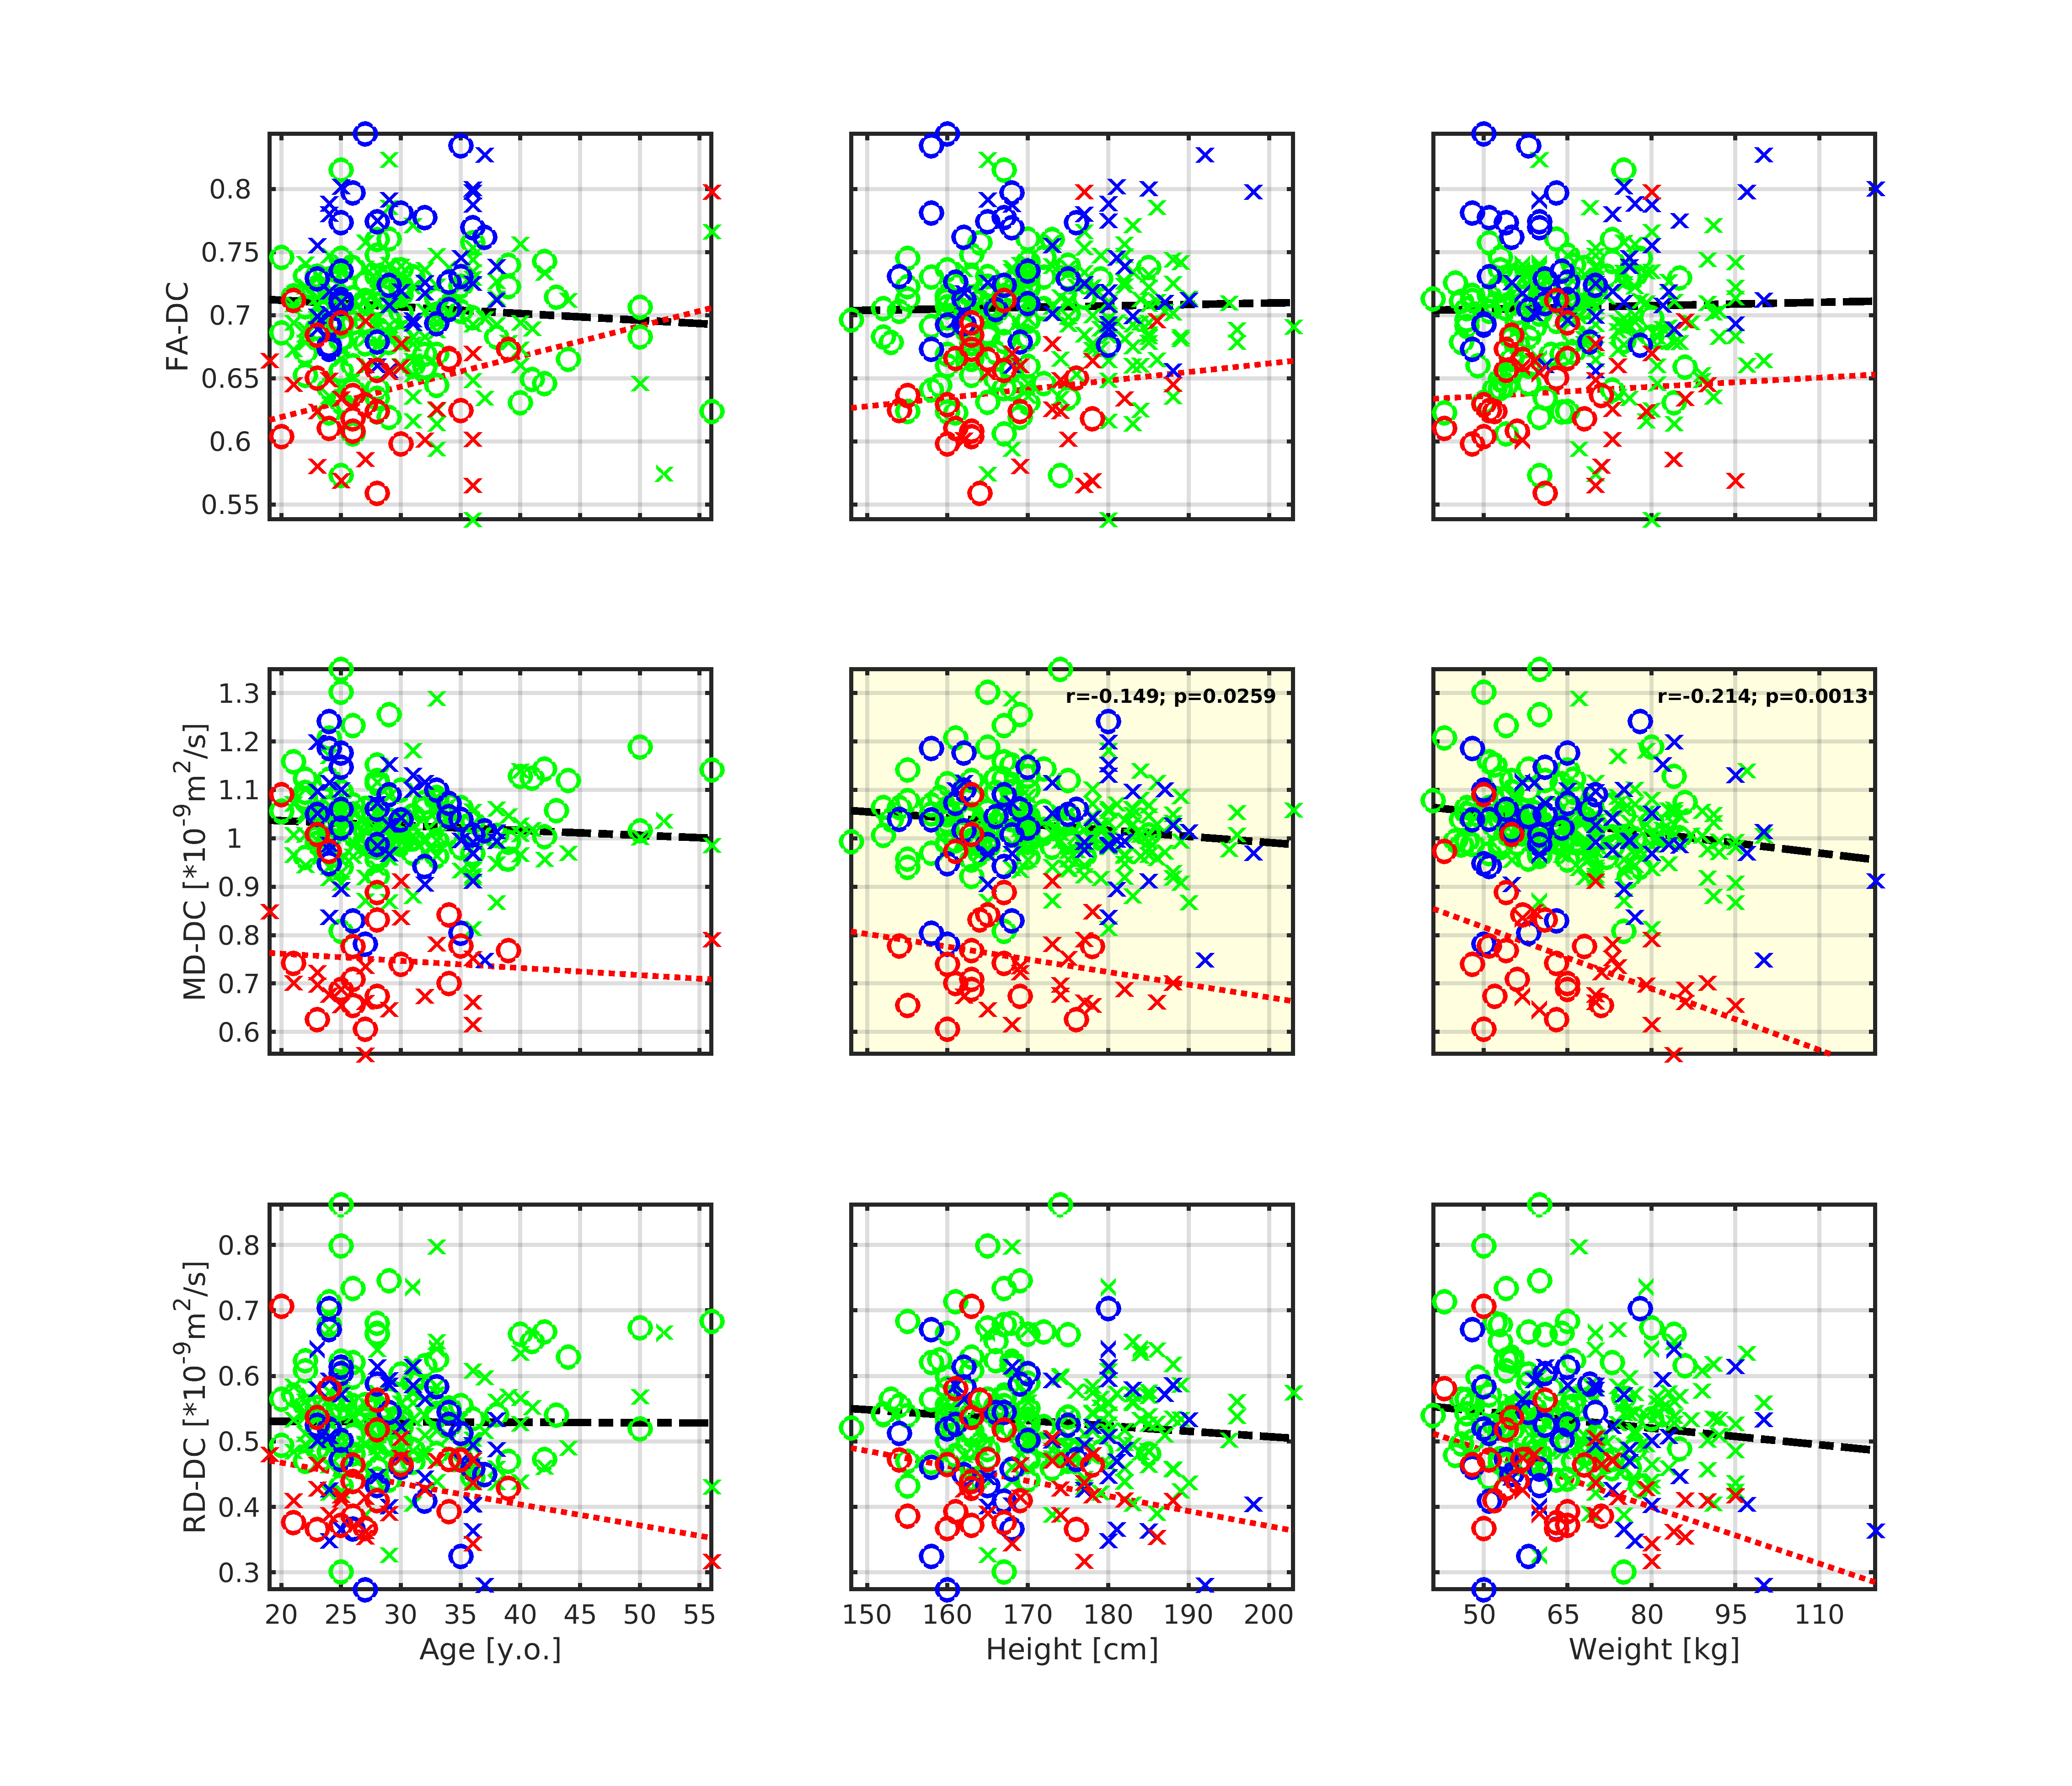 0.8
0.75
0.7
0.65
0.6
0.55
FA-DC
1.3
1.2
1.1
1
0.9
0.8
0.7
0.6
MD-DC [*10⁻⁹m²/s]
r=-0.149; p=0.0259
r=-0.214; p=0.0013
0.8
0.7
0.6
0.5
0.4
0.3
RD-DC [*10⁻⁹m²/s]
20 25 30 35 40 45 50 55
Age [y.o.]
150 160 170 180 190 200
Height [cm]
50 65 80 95 110
Weight [kg]